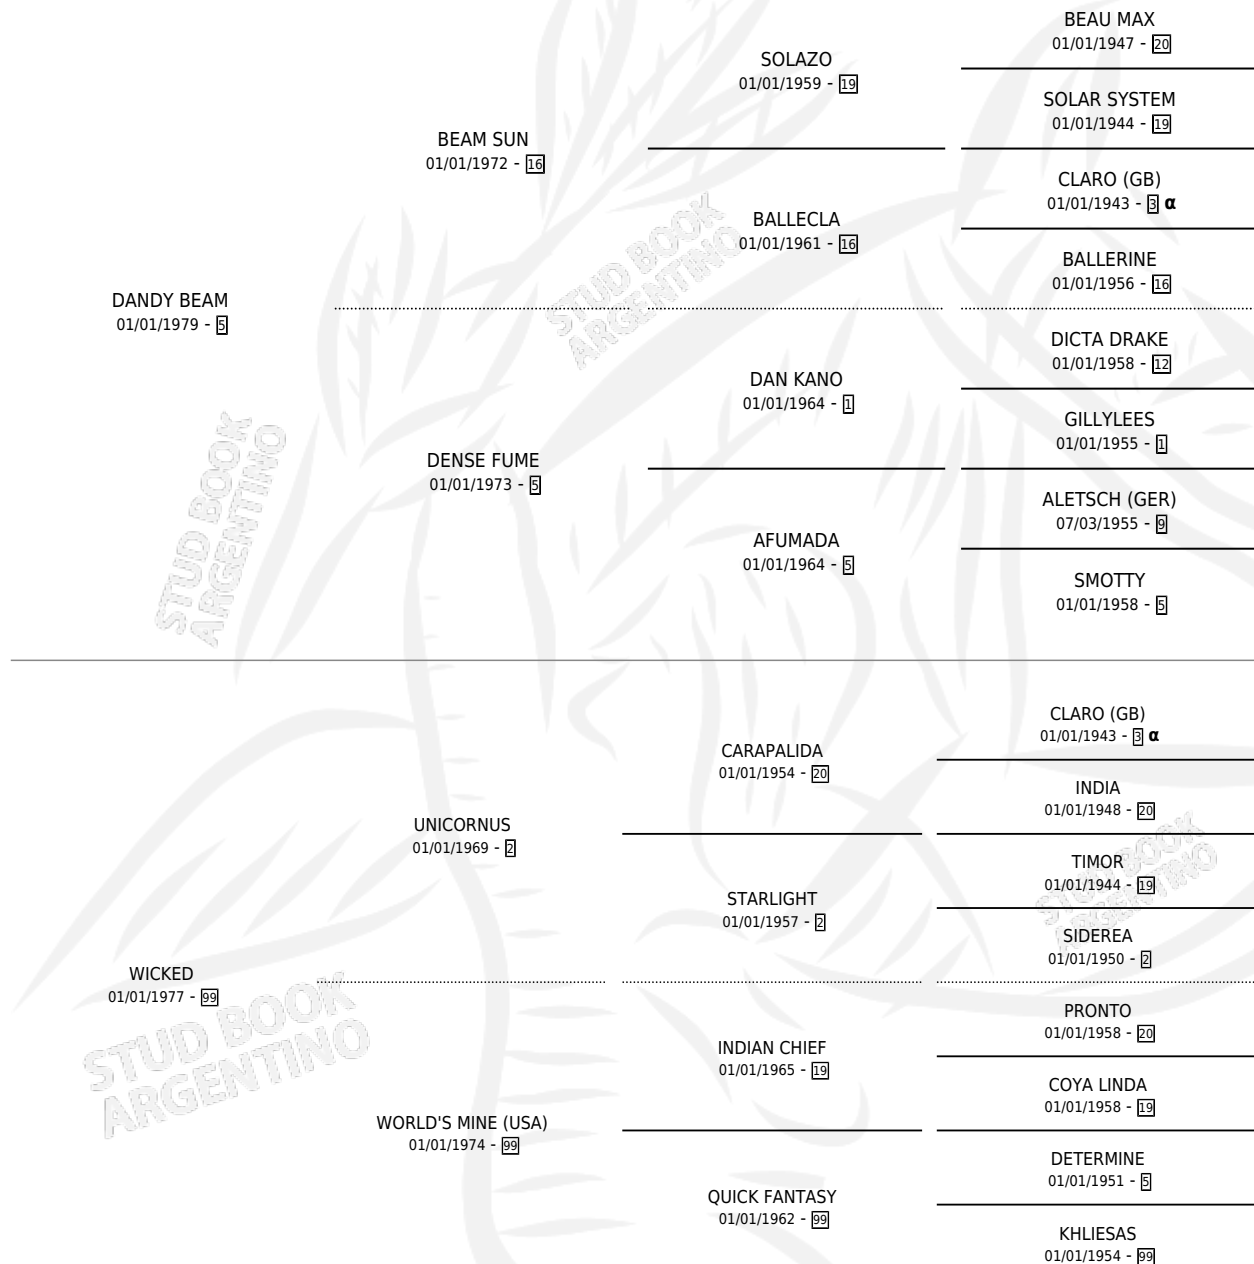 BEAU MAX
01/01/1947 - 20
SOLAZO
01/01/1959 - 19
SOLAR SYSTEM
01/01/1944 - 19
BEAM SUN
01/01/1972 - 16
CLARO (GB)
01/01/1943 - 3 α
BALLECLA
01/01/1961 - 16
BALLERINE
01/01/1956 - 16
DANDY BEAM
01/01/1979 - 5
DICTA DRAKE
01/01/1958 - 12
DAN KANO
01/01/1964 - 1
GILLYLEES
01/01/1955 - 1
DENSE FUME
01/01/1973 - 5
ALETSCH (GER)
07/03/1955 - 9
AFUMADA
01/01/1964 - 5
SMOTTY
01/01/1958 - 5
STUD BOOK
ARGENTINO
STUD BOOK
ARGENTINO
CLARO (GB)
01/01/1943 - 3 α
CARAPALIDA
01/01/1954 - 20
INDIA
01/01/1948 - 20
UNICORNUS
01/01/1969 - 2
TIMOR
01/01/1944 - 19
STARLIGHT
01/01/1957 - 2
SIDEREA
01/01/1950 - 2
WICKED
01/01/1977 - 99
PRONTO
01/01/1958 - 20
INDIAN CHIEF
01/01/1965 - 19
COYA LINDA
01/01/1958 - 19
WORLD'S MINE (USA)
01/01/1974 - 99
DETERMINE
01/01/1951 - 5
QUICK FANTASY
01/01/1962 - 99
KHLIESAS
01/01/1954 - 99
STUD BOOK
ARGENTINO
STUD BOOK
ARGENTINO